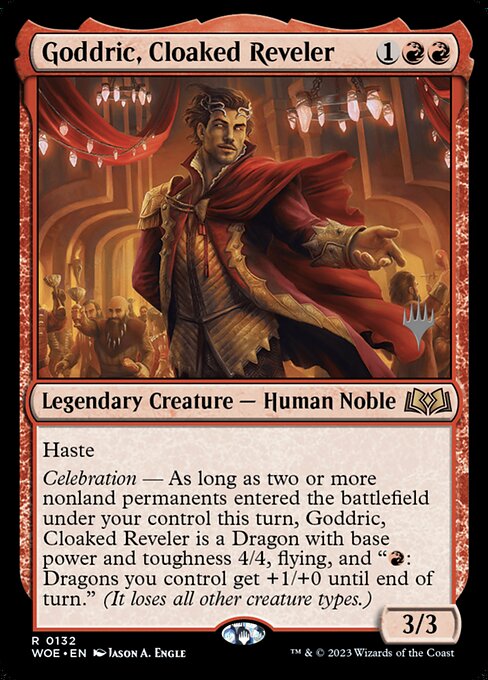 Goddric, Cloaked Reveler 1
Legendary Creature — Human Noble
Haste
Celebration — As long as two or more
nonland permanents entered the battlefield
under your control this turn, Goddric,
Cloaked Reveler is a Dragon with base
power and toughness 4/4, flying, and “:
Dragons you control get +1/+0 until end of
turn.” (It loses all other creature types.)
3/3
R 0132
WOE • EN Jason A. Engle
™ & © 2023 Wizards of the Coast